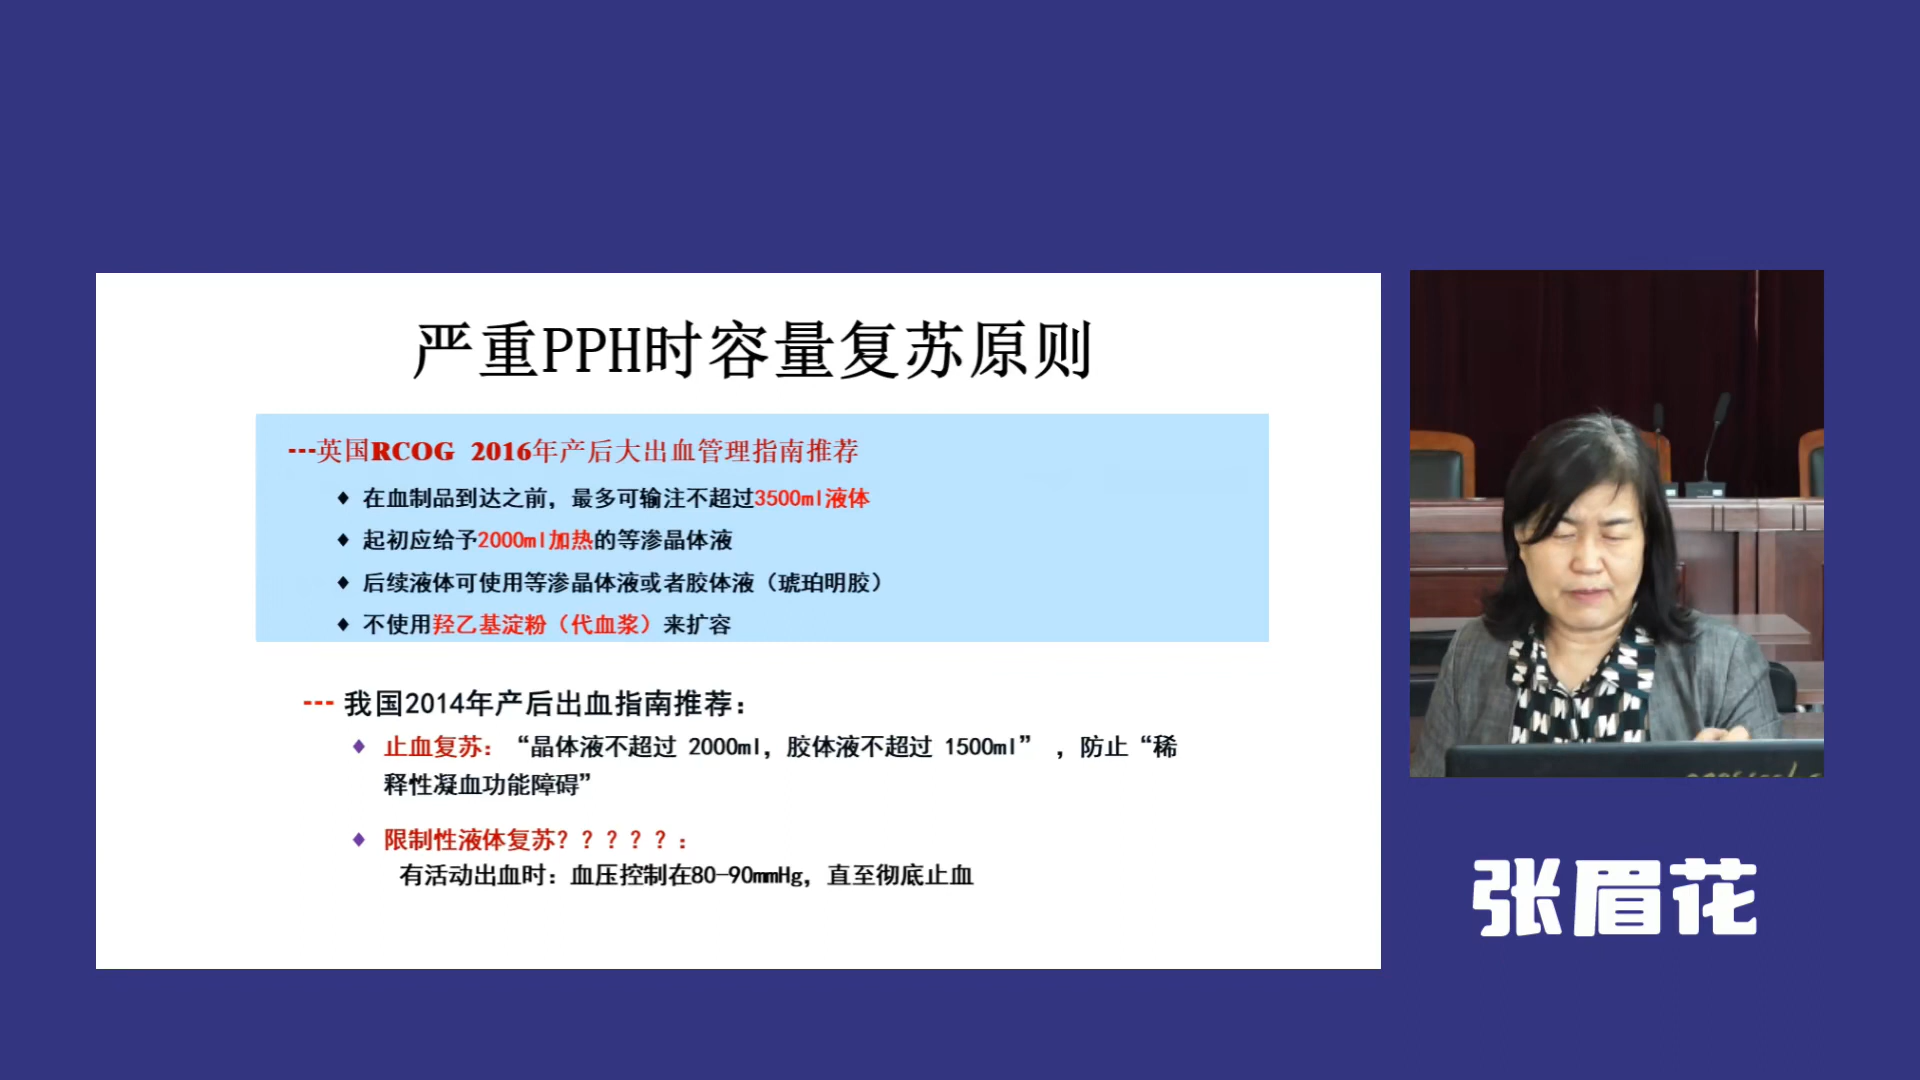 严重PPH时容量复苏原则
---英国RCOG 2016年产后大出血管理指南推荐
♦ 在血制品到达之前，最多可输注不超过3500ml液体
♦ 起初应给予2000ml加热的等渗晶体液
♦ 后续液体可使用等渗晶体液或者胶体液（琥珀明胶）
♦ 不使用羟乙基淀粉（代血浆）来扩容
--- 我国2014年产后出血指南推荐：
♦ 止血复苏：“晶体液不超过 2000ml，胶体液不超过 1500ml” ，防止“稀
释性凝血功能障碍”
♦ 限制性液体复苏？？？？？：
有活动出血时：血压控制在80-90mmHg，直至彻底止血
张眉花